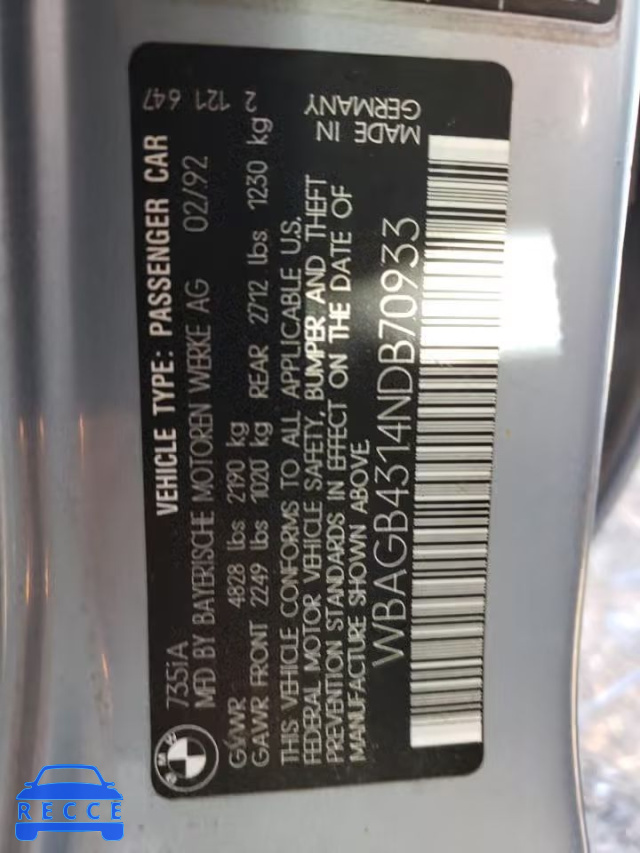 735iA VEHICLE TYPE: PASSENGER CAR
MFD BY BAYERISCHE MOTOREN WERKE AG 02/92
2 121 647
GVWR 4828 lbs 2190 kg
GAWR FRONT 2249 lbs 1020 kg REAR 2712 lbs. 1230 kg
THIS VEHICLE CONFORMS TO ALL APPLICABLE U.S.
FEDERAL MOTOR VEHICLE SAFETY, BUMPER AND THEFT
PREVENTION STANDARDS IN EFFECT ON THE DATE OF
MANUFACTURE SHOWN ABOVE.
MADE IN
GERMANY
WBAGB4314NDB70933
BMW
RECCE